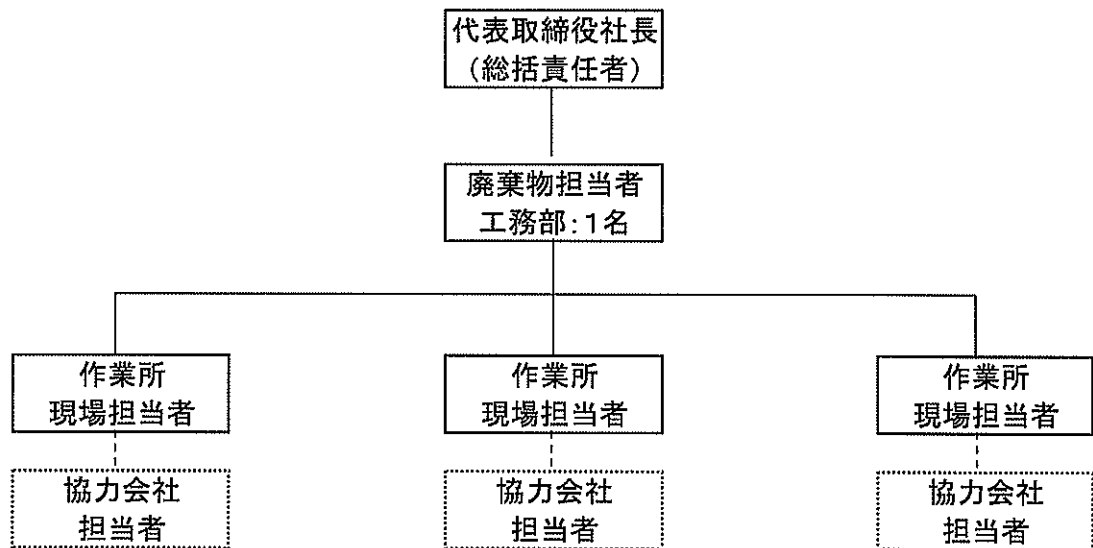 代表取締役社長
（総括責任者）
廃棄物担当者
工務部：１名
作業所
現場担当者
作業所
現場担当者
作業所
現場担当者
協力会社
担当者
協力会社
担当者
協力会社
担当者